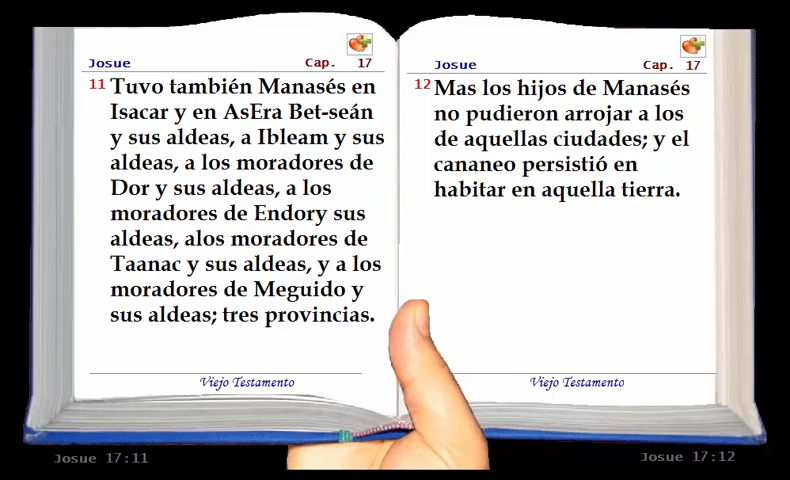 Josue Cap. 17
11 Tuvo también Manasés en
Isacar y en AsEra Bet-seán
y sus aldeas, a Ibleam y sus
aldeas, a los moradores de
Dor y sus aldeas, a los
moradores de Endory sus
aldeas, alos moradores de
Taanac y sus aldeas, y a los
moradores de Meguido y
sus aldeas; tres provincias.
Viejo Testamento
Josue 17:11
Josue Cap. 17
12 Mas los hijos de Manasés
no pudieron arrojar a los
de aquellas ciudades; y el
cananeo persistió en
habitar en aquella tierra.
Viejo Testamento
Josue 17:12